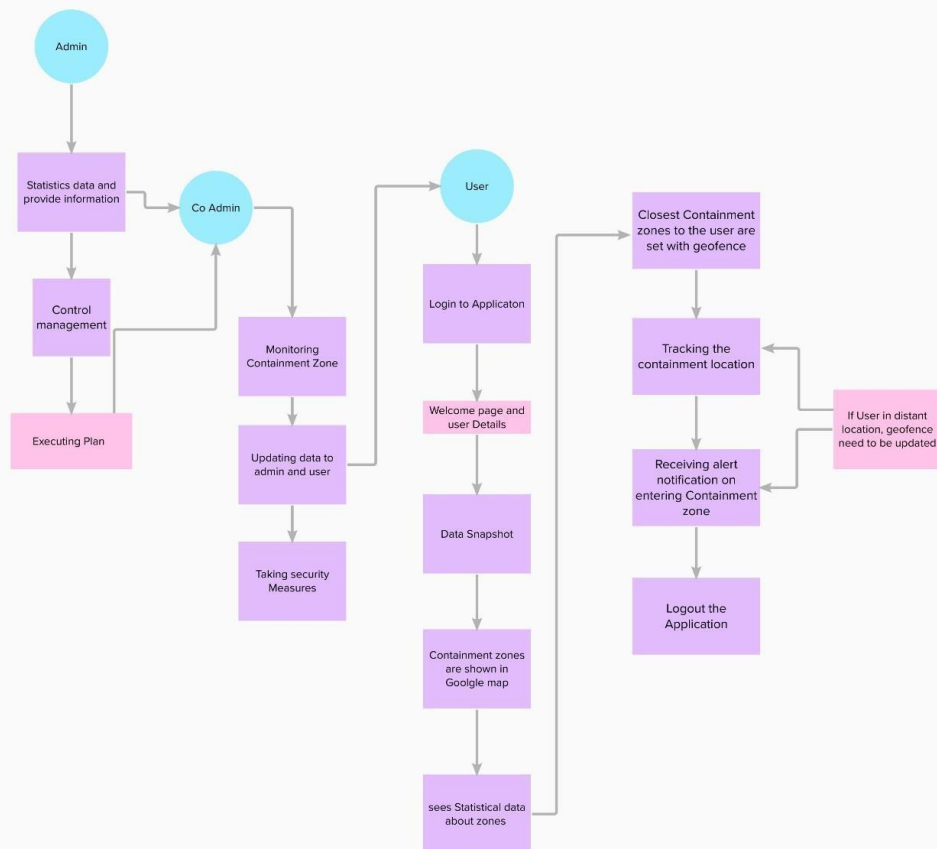 Admin
Statistics data and
provide information
Control
management
Executing Plan
Co Admin
Monitoring
Containment Zone
Updating data to
admin and user
Taking security
Measures
User
Login to Applicaton
Welcome page and
user Details
Data Snapshot
Containment zones
are shown in
Goolgle map
sees Statistical data
about zones
Closest Containment
zones to the user are
set with geofence
Tracking the
containment location
Receiving alert
notification on
entering Containment
zone
Logout the
Application
If User in distant
location, geofence
need to be updated